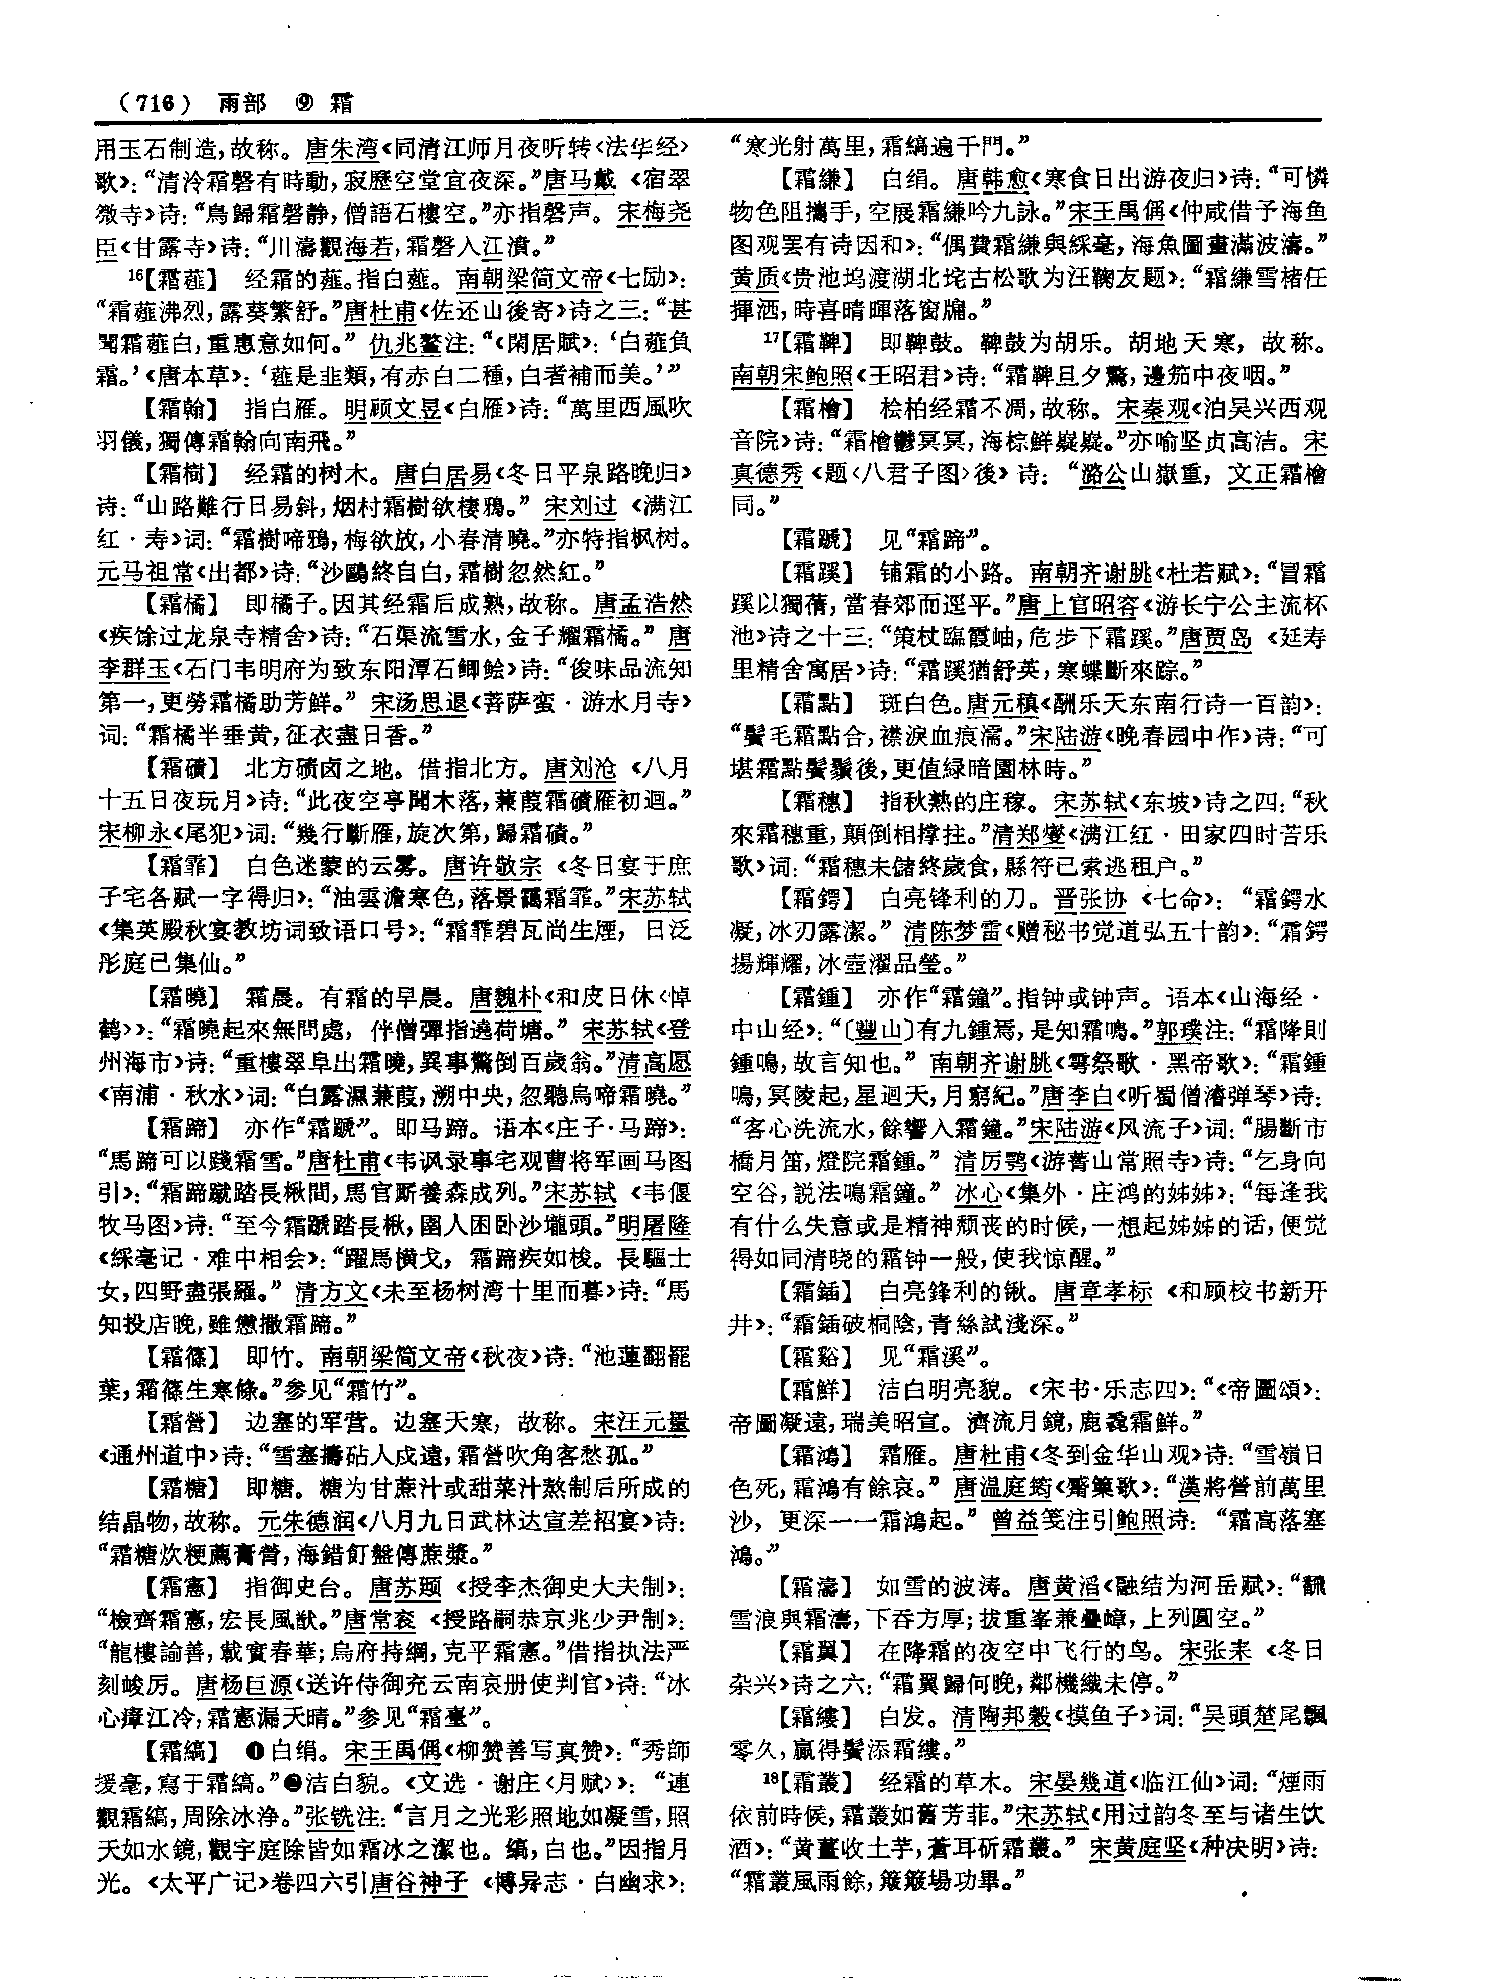 （716） 雨部 ⑨ 霜
用玉石制造，故称。唐朱湾《同清江师月夜听转〈法华经〉
歌》：“清泠霜磬有時動，寂歷空堂宜夜深。”唐马戴《宿翠
微寺》诗：“鳥歸霜磬静，僧語石樓空。”亦指磬声。宋梅尧
臣《甘露寺》诗：“川濤觀海若，霜磬入江濆。”
16【霜薤】 经霜的薤。指白薤。南朝梁简文帝《七励》：
“霜薤沸烈，露葵繁舒。”唐杜甫《佐还山後寄》诗之三：“甚
聞霜薤白，重惠意如何。”仇兆鳌注：“《閑居賦》：‘白薤負
霜。’《唐本草》：‘薤是韭類，有赤白二種，白者補而美。’”
【霜翰】 指白雁。明顾文昱《白雁》诗：“萬里西風吹
羽儀，獨傳霜翰向南飛。”
【霜樹】 经霜的树木。唐白居易《冬日平泉路晚归》
诗：“山路難行日易斜，烟村霜樹欲棲鴉。”宋刘过《满江
红·寿》词：“霜樹啼鴉，梅欲放，小春清曉。”亦特指枫树。
元马祖常《出都》诗：“沙鷗終自白，霜樹忽然紅。”
【霜橘】 即橘子。因其经霜后成熟，故称。唐孟浩然
《疾馀过龙泉寺精舍》诗：“石渠流雪水，金子耀霜橘。”唐
李群玉《石门韦明府为致东阳潭石鲫鲙》诗：“俊味品流知
第一，更勞霜橘助芳鮮。”宋汤思退《菩萨蛮·游水月寺》
词：“霜橘半垂黄，征衣盡日香。”
【霜磧】 北方碛卤之地。借指北方。唐刘沧《八月
十五日夜玩月》诗：“此夜空亭聞木落，蒹葭霜磧雁初迴。”
宋柳永《尾犯》词：“幾行斷雁，旋次第，歸霜磧。”
【霜霏】 白色迷蒙的云雾。唐许敬宗《冬日宴于庶
子宅各赋一字得归》：“油雲澹寒色，落景靄霜霏。”宋苏轼
《集英殿秋宴教坊词致语口号》：“霜霏碧瓦尚生煙，日泛
彤庭已集仙。”
【霜曉】 霜晨。有霜的早晨。唐魏朴《和皮日休〈悼
鹤〉》：“霜曉起來無問處，伴僧彈指遶荷塘。”宋苏轼《登
州海市》诗：“重樓翠阜出霜曉，異事驚倒百歲翁。”清高愿
《南浦·秋水》词：“白露濕蒹葭，溯中央，忽聽烏啼霜曉。”
【霜蹄】 亦作“霜蹏”。即马蹄。语本《庄子·马蹄》：
“馬蹄可以踐霜雪。”唐杜甫《韦讽录事宅观曹将军画马图
引》：“霜蹄蹴踏長楸間，馬官厮養森成列。”宋苏轼《韦偃
牧马图》诗：“至今霜蹏踏長楸，圉人困卧沙壠頭。”明屠隆
《綵毫记·难中相会》：“躍馬横戈，霜蹄疾如梭。長驅士
女，四野盡張羅。”清方文《未至杨树湾十里而暮》诗：“馬
知投店晚，雖憊撒霜蹄。”
【霜篠】 即竹。南朝梁简文帝《秋夜》诗：“池蓮翻罷
葉，霜篠生寒條。”参见“霜竹”。
【霜營】 边塞的军营。边塞天寒，故称。宋汪元量
《通州道中》诗：“雪塞擣砧人戍遠，霜營吹角客愁孤。”
【霜糖】 即糖。糖为甘蔗汁或甜菜汁熬制后所成的
结晶物，故称。元朱德润《八月九日武林达宣差招宴》诗：
“霜糖炊粳薦膏膋，海錯飣盤傳蔗漿。”
【霜憲】 指御史台。唐苏颋《授李杰御史大夫制》：
“檢齊霜憲，宏長風猷。”唐常衮《授路嗣恭京兆少尹制》：
“龍樓諭善，載實春華；烏府持綱，克平霜憲。”借指执法严
刻峻厉。唐杨巨源《送许侍御充云南哀册使判官》诗：“冰
心瘴江冷，霜憲漏天晴。”参见“霜臺”。
【霜縞】 ❶白绢。宋王禹偁《柳赞善写真赞》：“秀師
援毫，寫于霜縞。”❷洁白貌。《文选·谢庄〈月赋〉》：“連
觀霜縞，周除冰净。”张铣注：“言月之光彩照地如凝雪，照
天如水鏡，觀宇庭除皆如霜冰之潔也。縞，白也。”因指月
光。《太平广记》卷四六引唐谷神子《博异志·白幽求》：
“寒光射萬里，霜縞遍千門。”
【霜縑】 白绢。唐韩愈《寒食日出游夜归》诗：“可憐
物色阻攜手，空展霜縑吟九詠。”宋王禹偁《仲咸借予海鱼
图观罢有诗因和》：“偶費霜縑與綵毫，海魚圖畫滿波濤。”
黄质《贵池坞渡湖北垞古松歌为汪鞠友题》：“霜縑雪楮任
揮洒，時喜晴暉落窗牖。”
17【霜鞞】 即鞞鼓。鞞鼓为胡乐。胡地天寒，故称。
南朝宋鲍照《王昭君》诗：“霜鞞旦夕驚，邊笳中夜咽。”
【霜檜】 桧柏经霜不凋，故称。宋秦观《泊吴兴西观
音院》诗：“霜檜鬱冥冥，海棕鮮嶷嶷。”亦喻坚贞高洁。宋
真德秀《题〈八君子图〉後》诗：“潞公山嶽重，文正霜檜
同。”
【霜蹏】 见“霜蹄”。
【霜蹊】 铺霜的小路。南朝齐谢朓《杜若赋》：“冒霜
蹊以獨蒨，當春郊而逕平。”唐上官昭容《游长宁公主流杯
池》诗之十三：“策杖臨霞岫，危步下霜蹊。”唐贾岛《延寿
里精舍寓居》诗：“霜蹊猶舒英，寒蝶斷來踪。”
【霜點】 斑白色。唐元稹《酬乐天东南行诗一百韵》：
“鬢毛霜點合，襟淚血痕濡。”宋陆游《晚春园中作》诗：“可
堪霜點鬢鬚後，更值緑暗園林時。”
【霜穗】 指秋熟的庄稼。宋苏轼《东坡》诗之四：“秋
來霜穗重，顛倒相撑拄。”清郑燮《满江红·田家四时苦乐
歌》词：“霜穗未儲終歲食，縣符已索逃租户。”
【霜鍔】 白亮锋利的刀。晋张协《七命》：“霜鍔水
凝，冰刃露潔。”清陈梦雷《赠秘书觉道弘五十韵》：“霜鍔
揚輝耀，冰壺濯品瑩。”
【霜鍾】 亦作“霜鐘”。指钟或钟声。语本《山海经·
中山经》：“〔豐山〕有九鍾焉，是知霜鳴。”郭璞注：“霜降則
鍾鳴，故言知也。”南朝齐谢朓《雩祭歌·黑帝歌》：“霜鍾
鳴，冥陵起，星迴天，月窮紀。”唐李白《听蜀僧濬弹琴》诗：
“客心洗流水，餘響入霜鐘。”宋陆游《风流子》词：“腸斷市
橋月笛，燈院霜鍾。”清厉鹗《游菁山常照寺》诗：“乞身向
空谷，説法鳴霜鐘。”冰心《集外·庄鸿的姊姊》：“每逢我
有什么失意或是精神颓丧的时候，一想起姊姊的话，便觉
得如同清晓的霜钟一般，使我惊醒。”
【霜鍤】 白亮鋒利的锹。唐章孝标《和顾校书新开
井》：“霜鍤破桐陰，青絲試淺深。”
【霜谿】 见“霜溪”。
【霜鮮】 洁白明亮貌。《宋书·乐志四》：“《帝圖頌》：
帝圖凝遠，瑞美昭宣。濟流月鏡，鹿毳霜鮮。”
【霜鴻】 霜雁。唐杜甫《冬到金华山观》诗：“雪嶺日
色死，霜鴻有餘哀。”唐温庭筠《觱篥歌》：“漢將營前萬里
沙，更深一一霜鴻起。”曾益笺注引鲍照诗：“霜高落塞
鴻。”
【霜濤】 如雪的波涛。唐黄滔《融结为河岳赋》：“飜
雪浪與霜濤，下吞方厚；拔重峯兼疊嶂，上列圓空。”
【霜翼】 在降霜的夜空中飞行的鸟。宋张耒《冬日
杂兴》诗之六：“霜翼歸何晚，鄰機織未停。”
【霜縷】 白发。清陶邦毅《摸鱼子》词：“吴頭楚尾飄
零久，贏得鬢添霜縷。”
18【霜叢】 经霜的草木。宋晏幾道《临江仙》词：“煙雨
依前時候，霜叢如舊芳菲。”宋苏轼《用过韵冬至与诸生饮
酒》：“黄薑收土芋，蒼耳斫霜叢。”宋黄庭坚《种决明》诗：
“霜叢風雨餘，簸簸場功畢。”